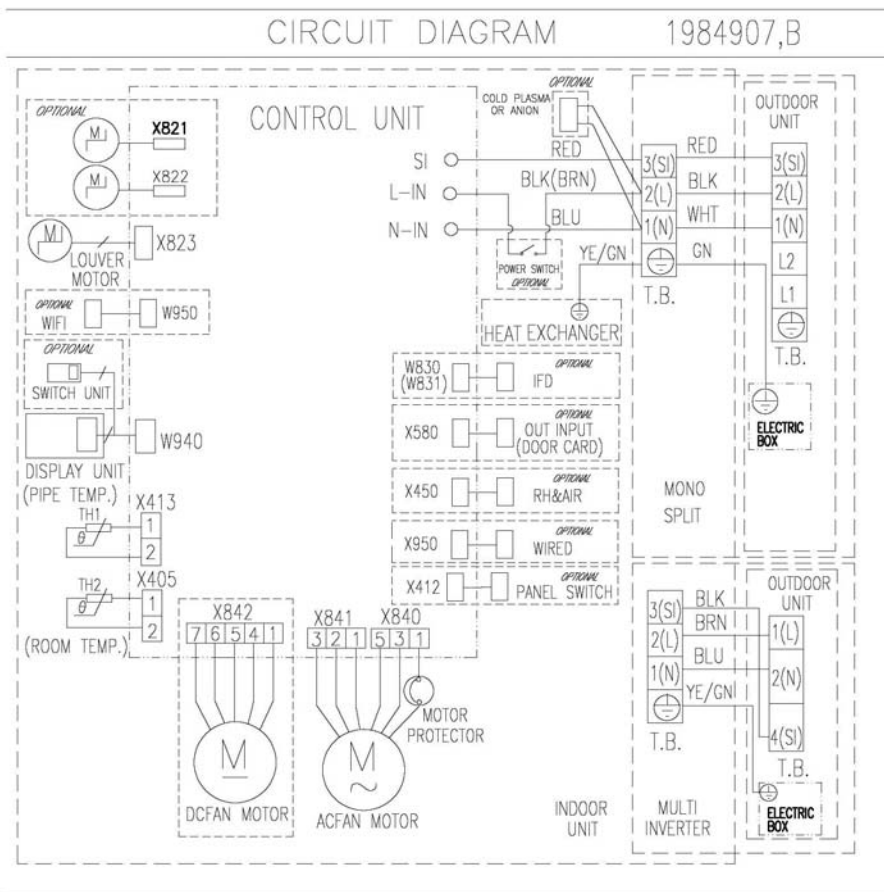 CIRCUIT DIAGRAM 1984907,B
OPTIONAL
M
X821
M
X822
M
X823
LOUVER
MOTOR
OPTIONAL
WIFI
W950
OPTIONAL
SWITCH UNIT
W940
DISPLAY UNIT
(PIPE TEMP.)
X413
TH1
θ
1
2
X405
TH2
θ
1
2
(ROOM TEMP.)
CONTROL UNIT
SI
L-IN
N-IN
OPTIONAL
COLD PLASMA
OR ANION
RED
BLK(BRN)
BLU
POWER SWITCH
OPTIONAL
YE/GN
HEAT EXCHANGER
3(SI)
2(L)
1(N)
T.B.
RED
BLK
WHT
GN
OUTDOOR
UNIT
3(SI)
2(L)
1(N)
L2
L1
T.B.
ELECTRIC
BOX
W830
(W831)
OPTIONAL
IFD
X580
OPTIONAL
OUT INPUT
(DOOR CARD)
X450
OPTIONAL
RH&AIR
X950
OPTIONAL
WIRED
X412
OPTIONAL
PANEL SWITCH
MONO
SPLIT
X842
7 6 5 4 1
M
DCFAN MOTOR
X841 X840
3 2 1 5 3 1
MOTOR
PROTECTOR
M
ACFAN MOTOR
INDOOR
UNIT
3(SI)
2(L)
1(N)
T.B.
BLK
BRN
BLU
YE/GN
MULTI
INVERTER
OUTDOOR
UNIT
1(L)
2(N)
4(SI)
T.B.
ELECTRIC
BOX